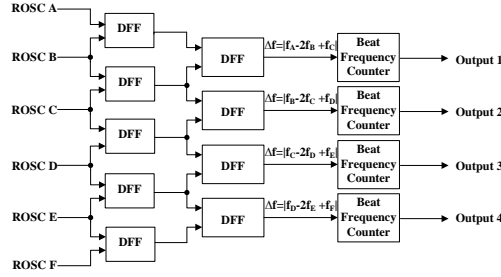 ROSC A
ROSC B
ROSC C
ROSC D
ROSC E
ROSC F
DFF
DFF
DFF
DFF
DFF
DFF
DFF
DFF
DFF
Δf=|fA-2fB +fC|
Δf=|fB-2fC +fD|
Δf=|fC-2fD +fE|
Δf=|fD-2fE +fF|
Beat
Frequency
Counter
Output 1
Beat
Frequency
Counter
Output 2
Beat
Frequency
Counter
Output 3
Beat
Frequency
Counter
Output 4